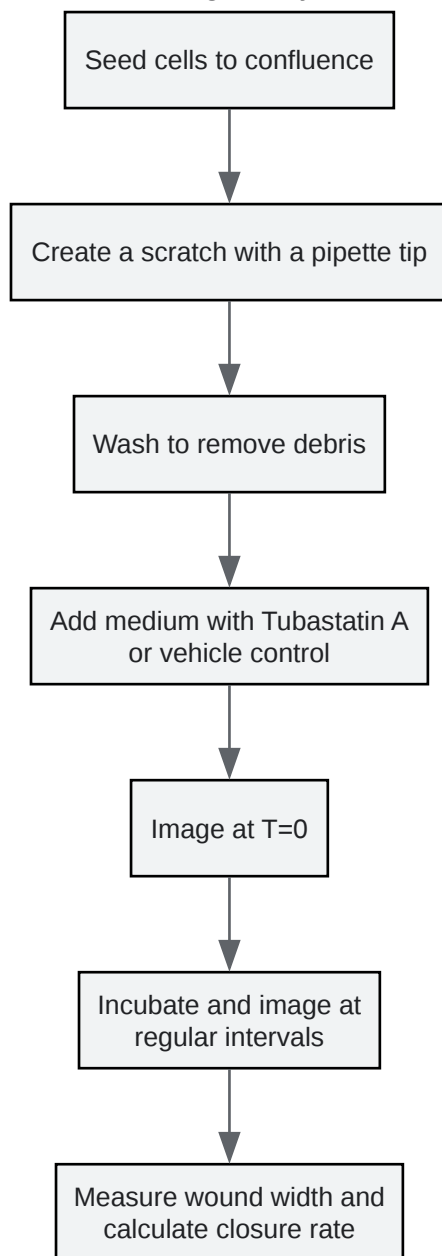 Seed cells to confluence
Create a scratch with a pipette tip
Wash to remove debris
Add medium with Tubastatin A
or vehicle control
Image at T=0
Incubate and image at
regular intervals
Measure wound width and
calculate closure rate